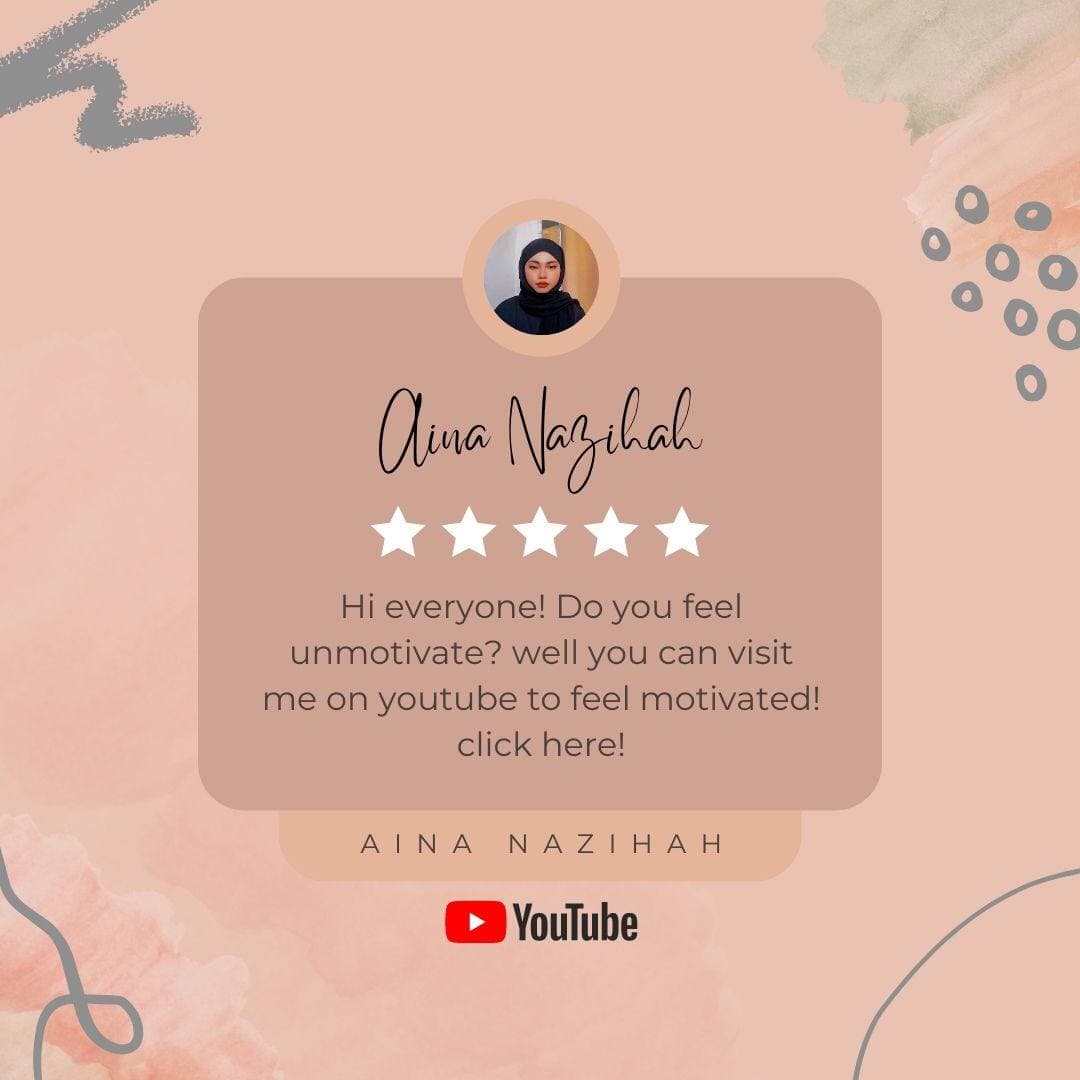 Aina Nazihah
Hi everyone! Do you feel
unmotivate? well you can visit
me on youtube to feel motivated!
click here!
AINA NAZIHAH
YouTube